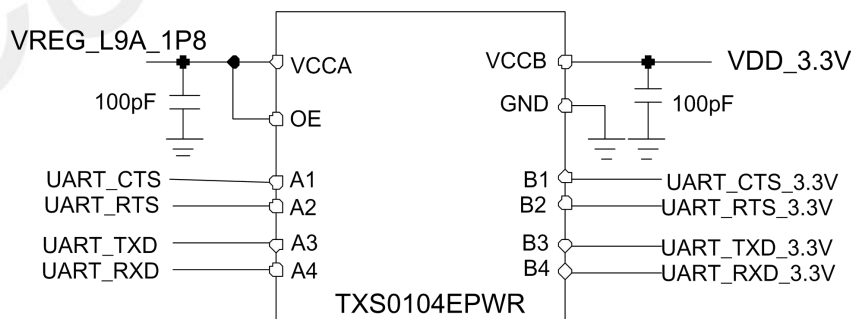 VREG_L9A_1P8
VCCA
VCCB
VDD_3.3V
100pF
OE
GND
100pF
UART_CTS
A1
B1
UART_CTS_3.3V
UART_RTS
A2
B2
UART_RTS_3.3V
UART_TXD
A3
B3
UART_TXD_3.3V
UART_RXD
A4
B4
UART_RXD_3.3V
TXS0104EPWR